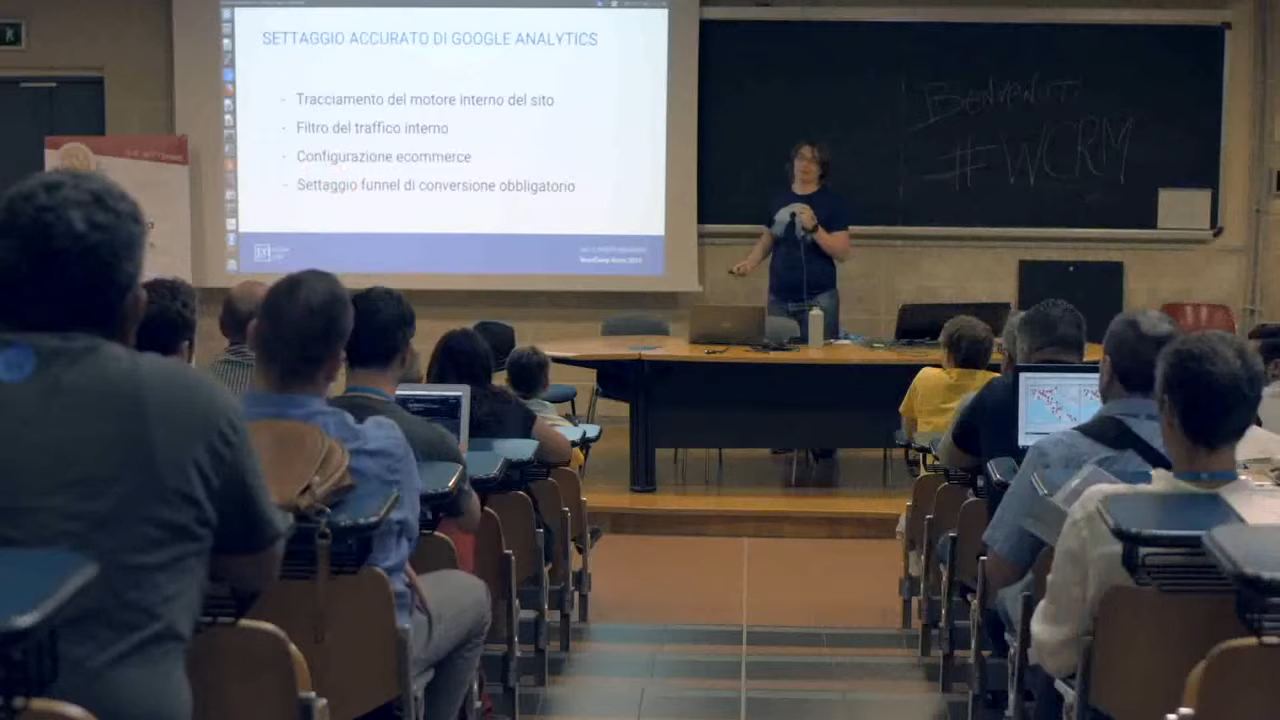 SETTAGGIO ACCURATO DI GOOGLE ANALYTICS
- Tracciamento del motore interno del sito
- Filtro del traffico interno
- Configurazione ecommerce
- Settaggio funnel di conversione obbligatorio
BENVENUTI
#WCRM